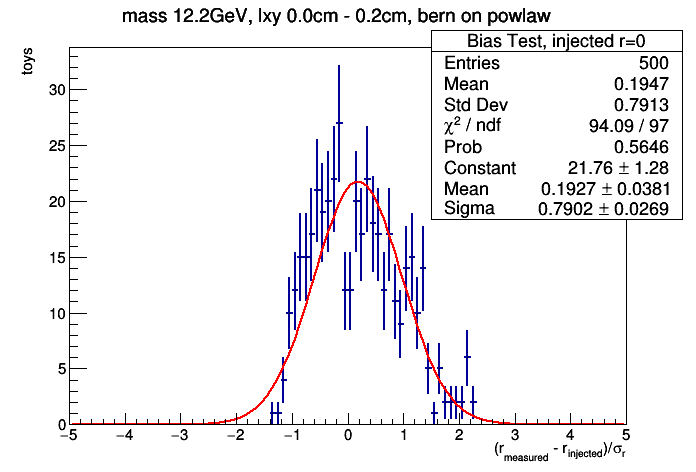 mass 12.2GeV, lxy 0.0cm - 0.2cm, bern on powlaw
Bias Test, injected r=0
Entries 500
Mean 0.1947
Std Dev 0.7913
χ² / ndf 94.09 / 97
Prob 0.5646
Constant 21.76 ± 1.28
Mean 0.1927 ± 0.0381
Sigma 0.7902 ± 0.0269
toys
30
25
20
15
10
5
0
−5 −4 −3 −2 −1 0 1 2 3 4 5
(r_measured - r_injected)/σ_r